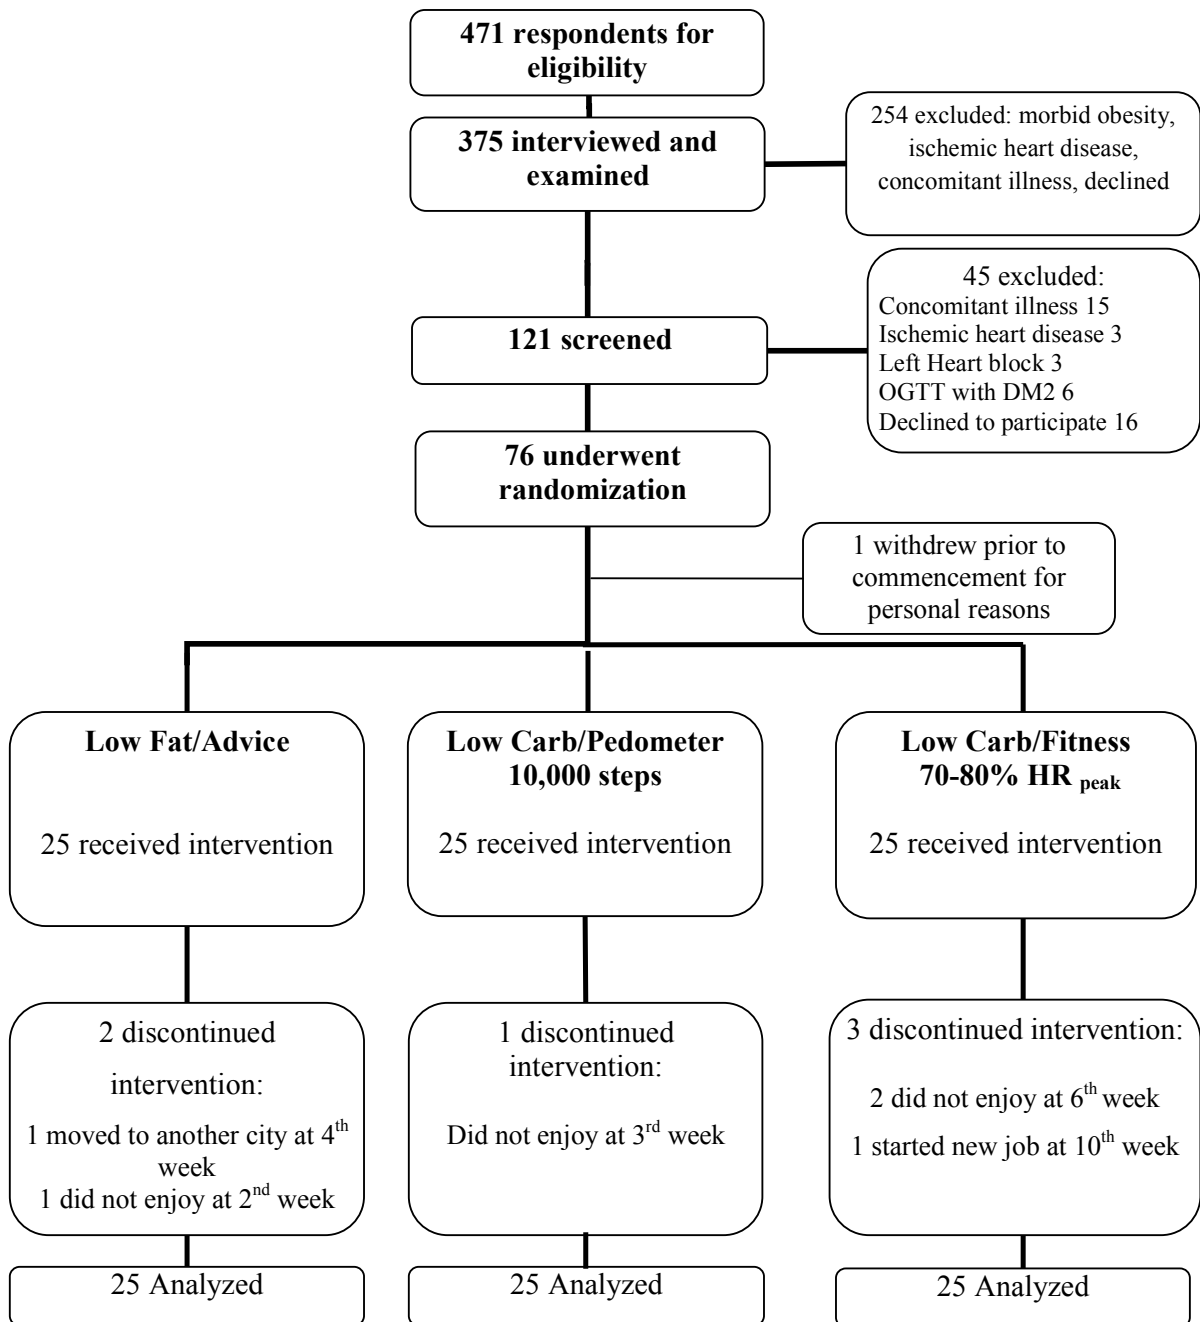 471 respondents for
eligibility
375 interviewed and
examined
254 excluded: morbid obesity,
ischemic heart disease,
concomitant illness, declined
45 excluded:
Concomitant illness 15
Ischemic heart disease 3
Left Heart block 3
OGTT with DM2 6
Declined to participate 16
121 screened
76 underwent
randomization
1 withdrew prior to
commencement for
personal reasons
Low Fat/Advice
25 received intervention
Low Carb/Pedometer
10,000 steps
25 received intervention
Low Carb/Fitness
70-80% HR peak
25 received intervention
2 discontinued
intervention:
1 moved to another city at 4th
week
1 did not enjoy at 2nd week
1 discontinued
intervention:
Did not enjoy at 3rd week
3 discontinued intervention:
2 did not enjoy at 6th week
1 started new job at 10th week
25 Analyzed
25 Analyzed
25 Analyzed